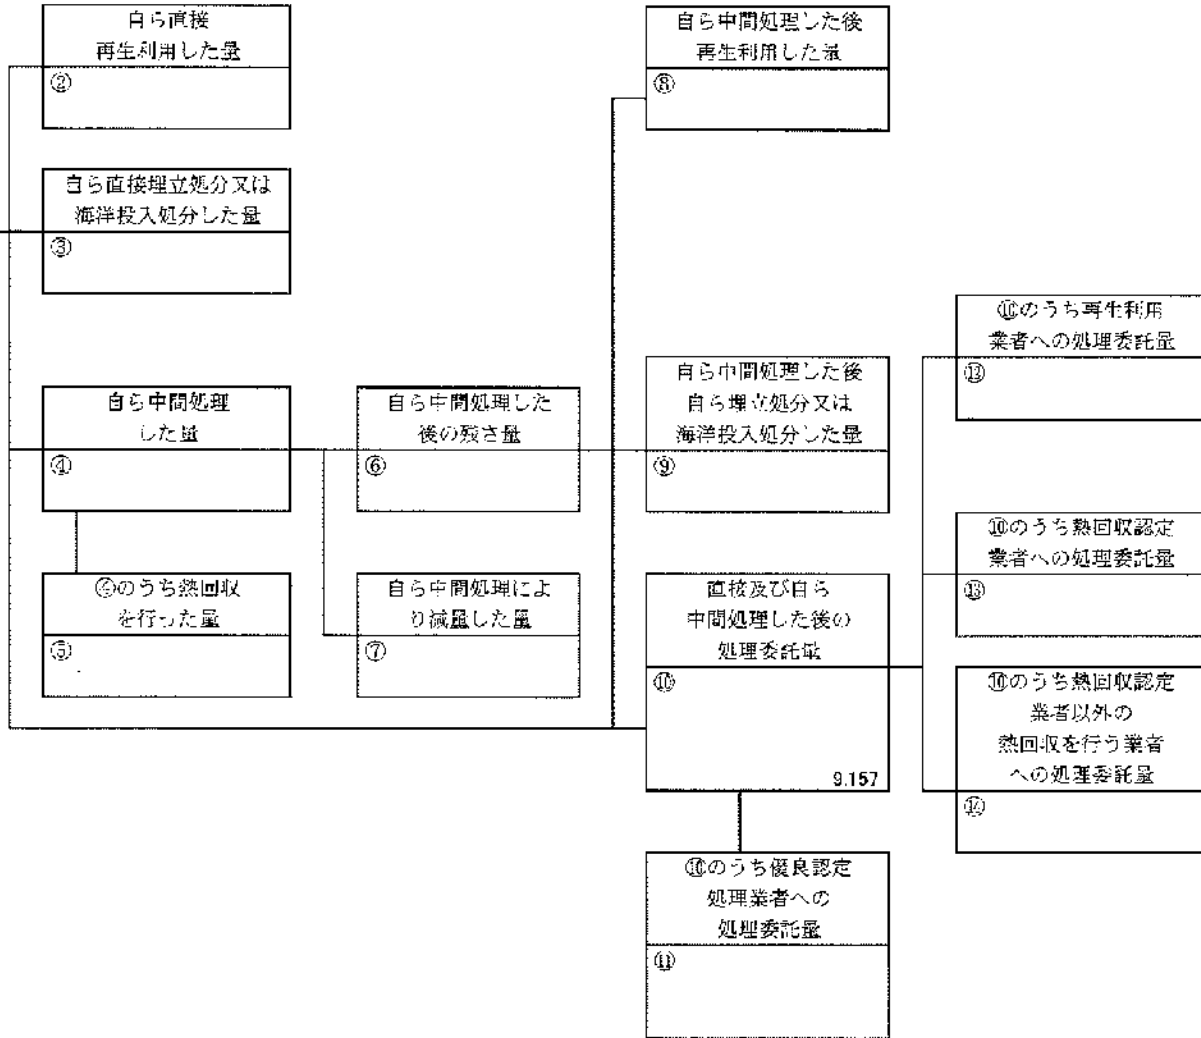 自ら直接
再生利用した量
②
自ら直接埋立処分又は
海洋投入処分した量
③
自ら中間処理
した量
④
④のうち熱回収
を行った量
⑤
自ら中間処理した
後の残さ量
⑥
自ら中間処理によ
り減量した量
⑦
自ら中間処理した後
再生利用した量
⑧
自ら中間処理した後
自ら埋立処分又は
海洋投入処分した量
⑨
直接及び自ら
中間処理した後の
処理委託量
⑩
9.157
⑩のうち優良認定
処理業者への
処理委託量
⑪
⑩のうち再生利用
業者への処理委託量
⑫
⑩のうち熱回収認定
業者への処理委託量
⑬
⑩のうち熱回収認定
業者以外の
熱回収を行う業者
への処理委託量
⑭